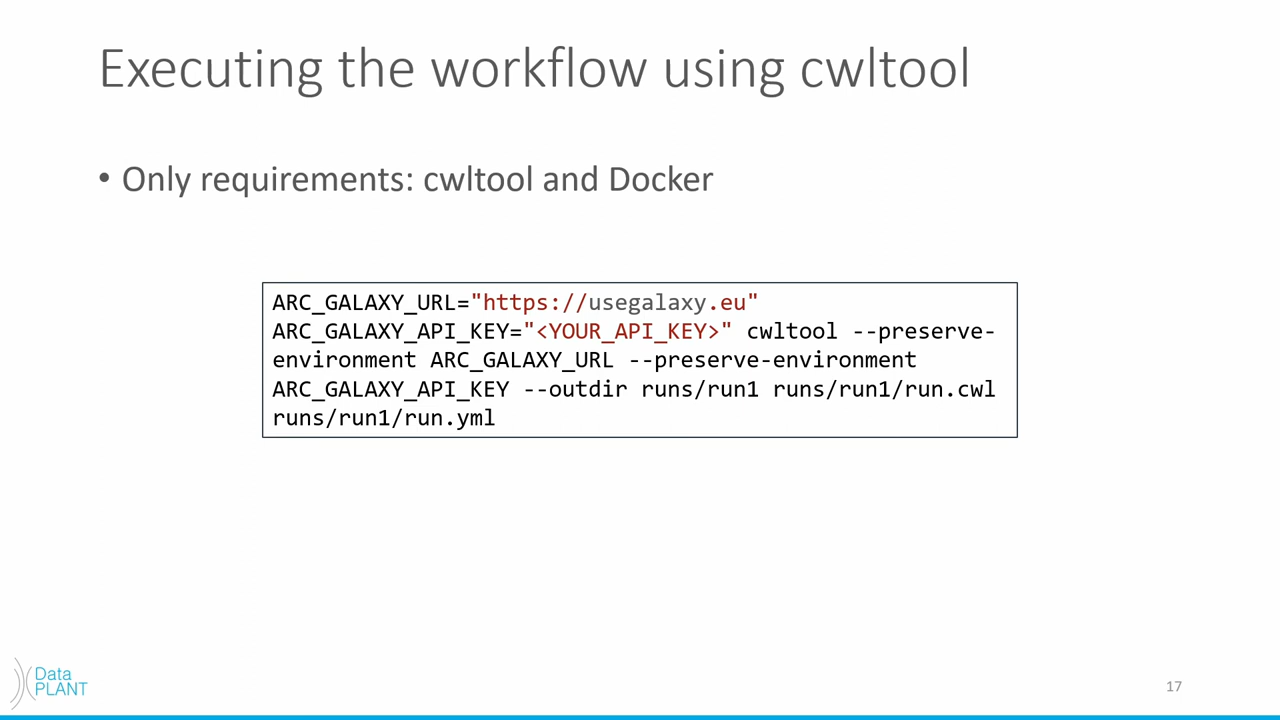 Executing the workflow using cwltool
• Only requirements: cwltool and Docker
ARC_GALAXY_URL="https://usegalaxy.eu"
ARC_GALAXY_API_KEY="<YOUR_API_KEY>" cwltool --preserve-
environment ARC_GALAXY_URL --preserve-environment
ARC_GALAXY_API_KEY --outdir runs/run1 runs/run1/run.cwl
runs/run1/run.yml
Data
PLANT
17